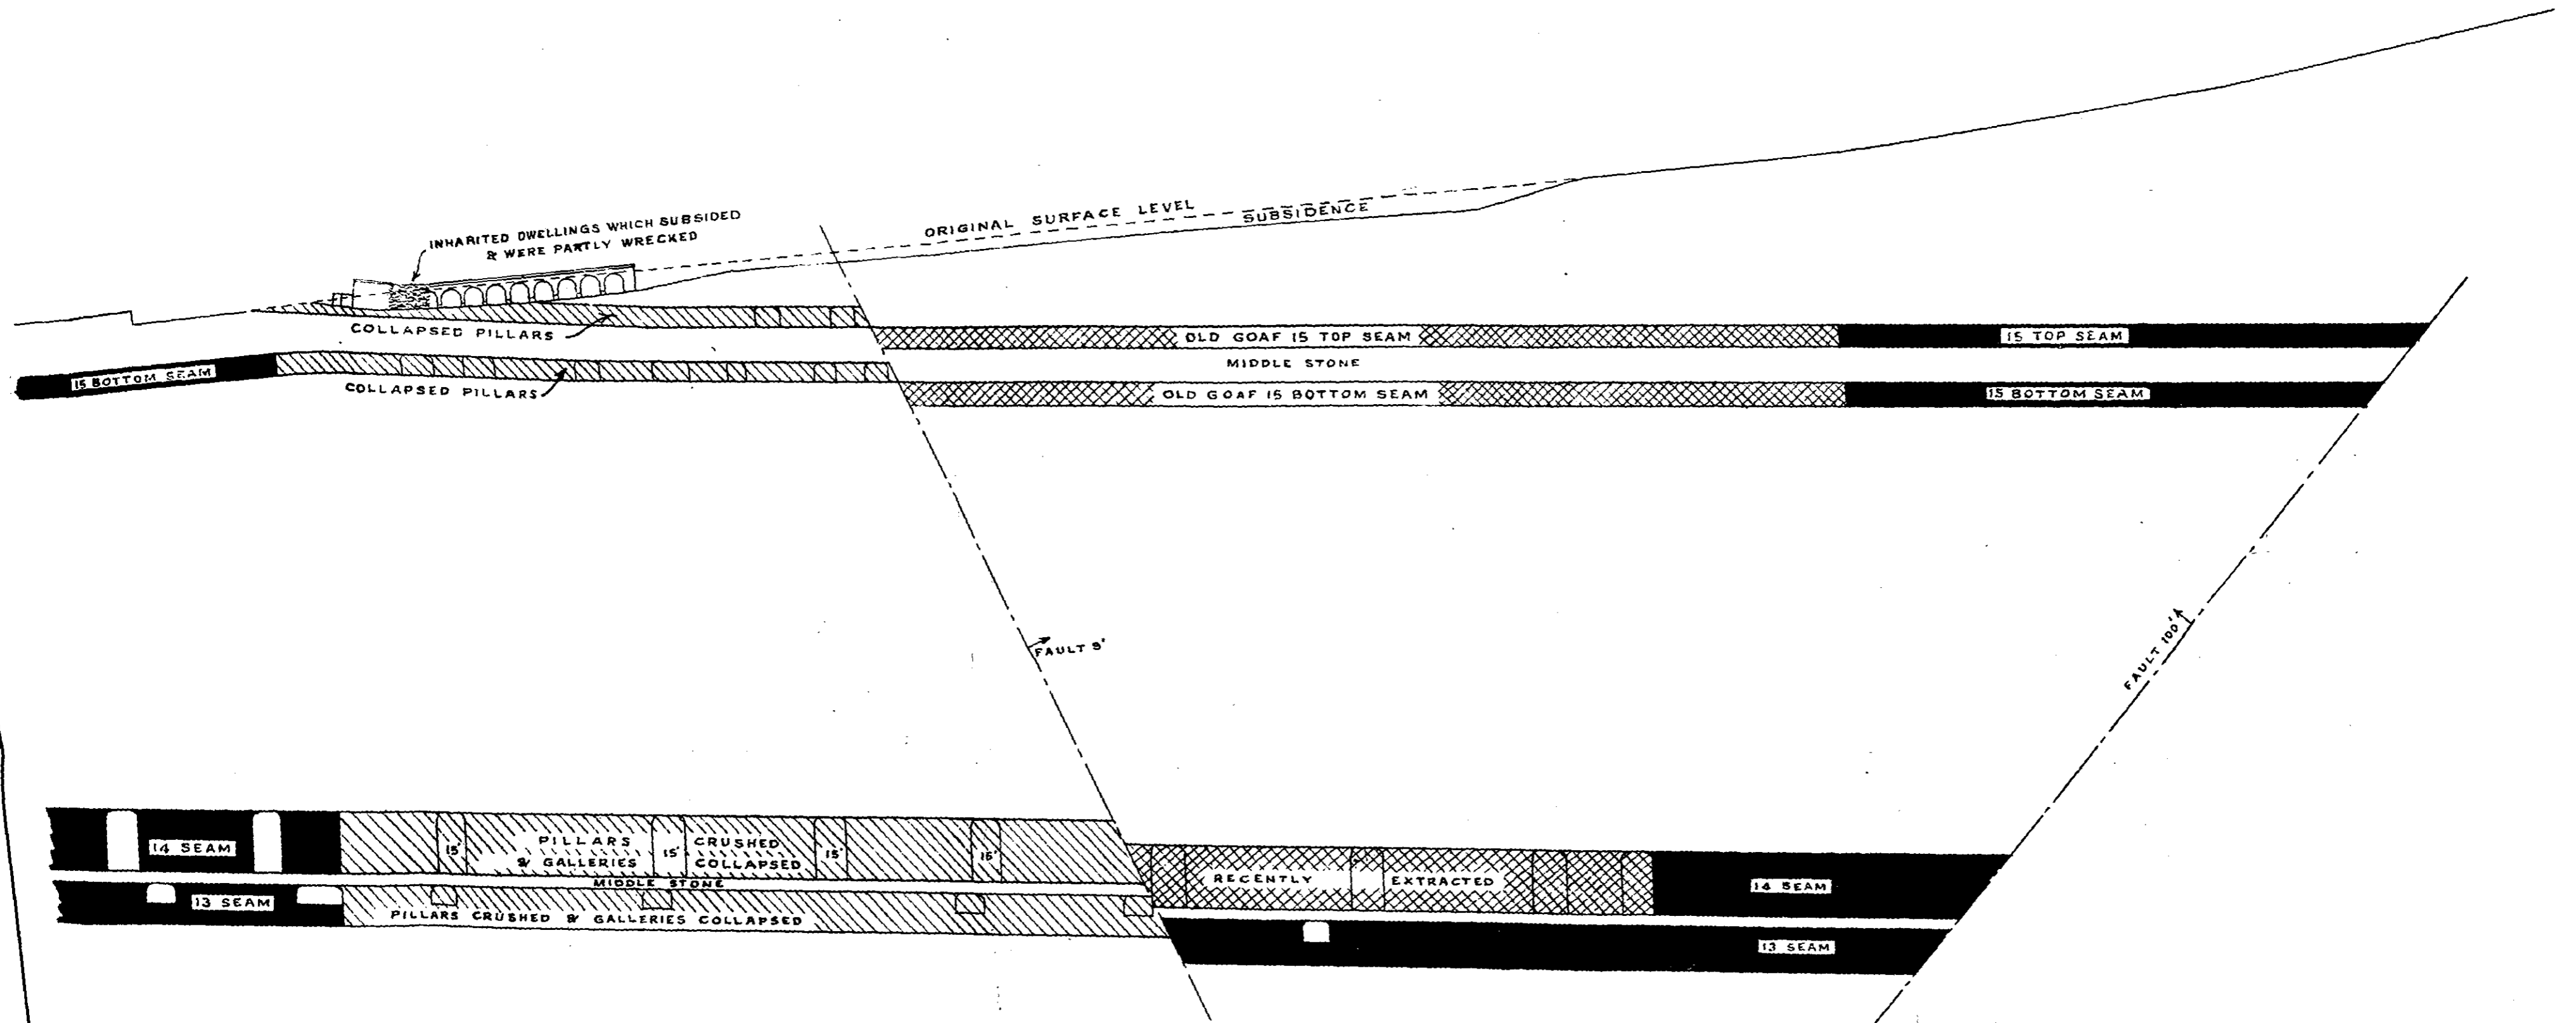 INHABITED DWELLINGS WHICH SUBSIDED
& WERE PARTLY WRECKED
ORIGINAL SURFACE LEVEL
SUBSIDENCE
COLLAPSED PILLARS
OLD GOAF 15 TOP SEAM
15 TOP SEAM
MIDDLE STONE
15 BOTTOM SEAM
COLLAPSED PILLARS
OLD GOAF 15 BOTTOM SEAM
15 BOTTOM SEAM
FAULT 9'
FAULT 100'
14 SEAM
15'
PILLARS
& GALLERIES
15'
CRUSHED
COLLAPSED
15'
15'
RECENTLY
EXTRACTED
14 SEAM
MIDDLE STONE
13 SEAM
PILLARS CRUSHED & GALLERIES COLLAPSED
13 SEAM